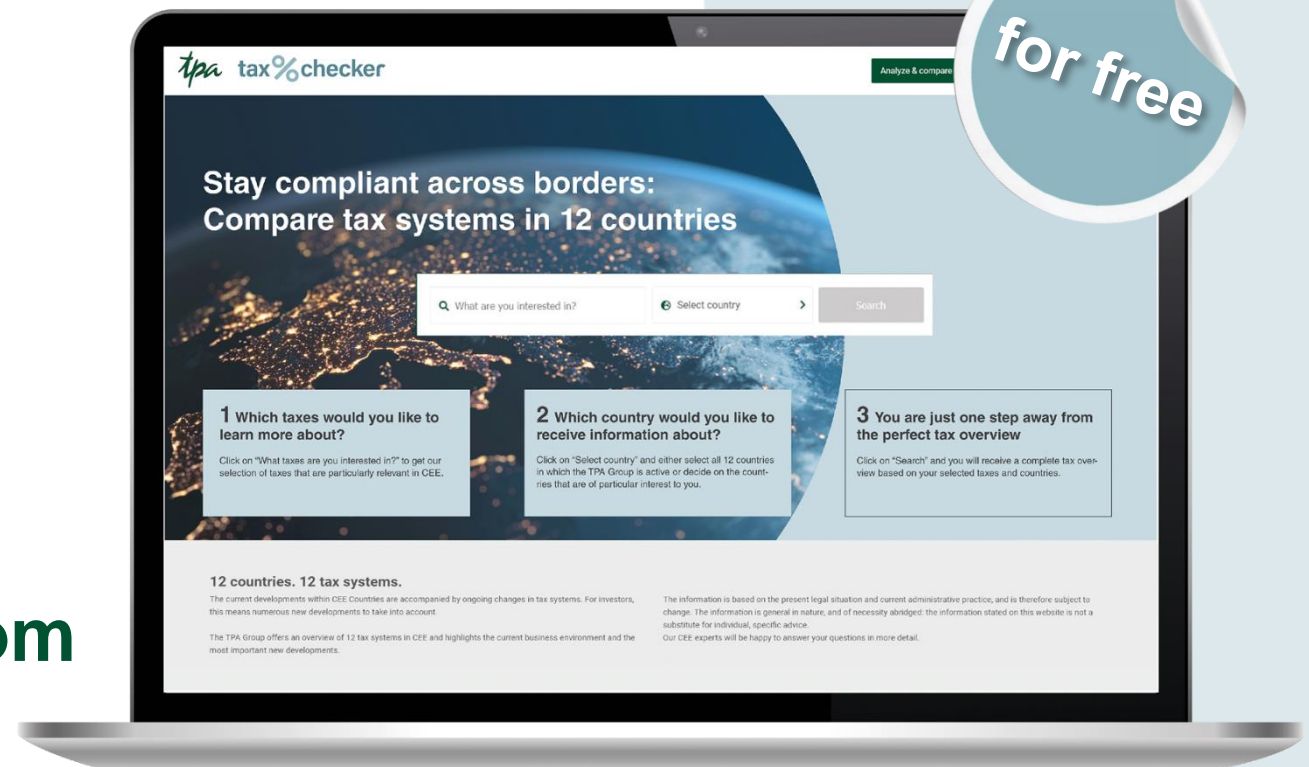 for free
tpa tax%checker
Analyze & compare
Stay compliant across borders:
Compare tax systems in 12 countries
What are you interested in?
Select country
Search
1 Which taxes would you like to
learn more about?
Click on "What taxes are you interested in?" to get our
selection of taxes that are particularly relevant in CEE.
2 Which country would you like to
receive information about?
Click on "Select country" and either select all 12 countries
in which the TPA Group is active or decide on the count-
ries that are of particular interest to you.
3 You are just one step away from
the perfect tax overview
Click on "Search" and you will receive a complete tax over-
view based on your selected taxes and countries.
12 countries. 12 tax systems.
The current developments within CEE Countries are accompanied by ongoing changes in tax systems. For investors,
this means numerous new developments to take into account.
The TPA Group offers an overview of 12 tax systems in CEE and highlights the current business environment and the
most important new developments.
The information is based on the present legal situation and current administrative practice, and is therefore subject to
change. The information is general in nature, and of necessity abridged: the information stated on this website is not a
substitute for individual, specific advice.
Our CEE experts will be happy to answer your questions in more detail.
om